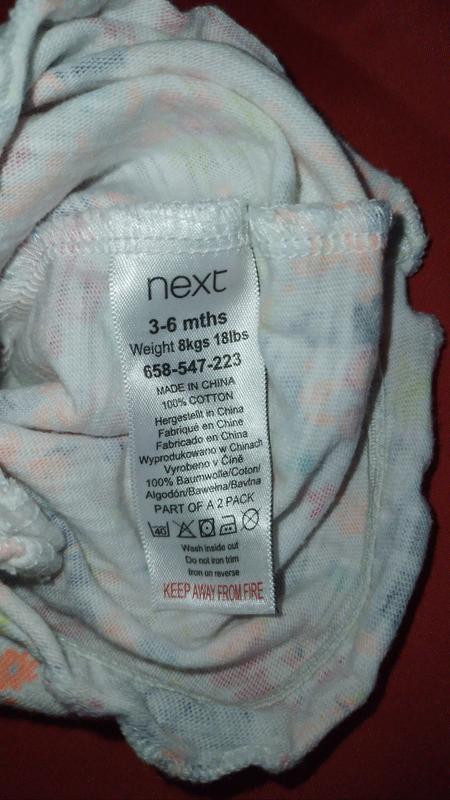 next
3-6 mths
Weight 8kgs 18lbs
658-547-223
MADE IN CHINA
100% COTTON
Hergestellt in China
Fabriqué en Chine
Fabricado en China
Wyprodukowano w Chinach
Vyrobeno v Číně
100% Baumwolle/Coton/
Algodón/Bawełna/Bavlna
PART OF A 2 PACK
40
Wash inside out
Do not iron trim
Iron on reverse
KEEP AWAY FROM FIRE